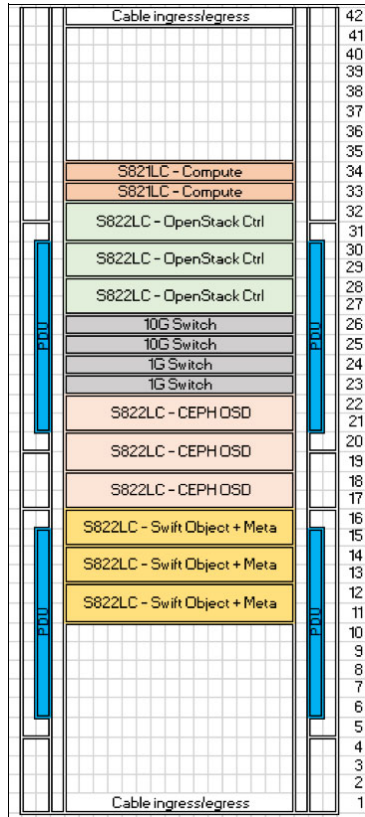 Cable ingress/egress 42
41
40
39
38
37
36
35
S821LC - Compute 34
S821LC - Compute 33
32
S822LC - OpenStack Ctrl
31
30
S822LC - OpenStack Ctrl
29
28
S822LC - OpenStack Ctrl
27
10G Switch 26
PDU 10G Switch PDU 25
1G Switch 24
1G Switch 23
22
S822LC - CEPH OSD
21
20
S822LC - CEPH OSD
19
18
S822LC - CEPH OSD
17
16
S822LC - Swift Object + Meta
15
14
S822LC - Swift Object + Meta
13
12
S822LC - Swift Object + Meta
11
PDU PDU 10
9
8
7
6
5
4
3
2
Cable ingress/egress 1